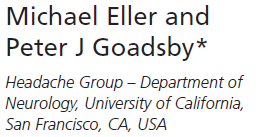 Michael Eller and
Peter J Goadsby*
Headache Group – Department of
Neurology, University of California,
San Francisco, CA, USA